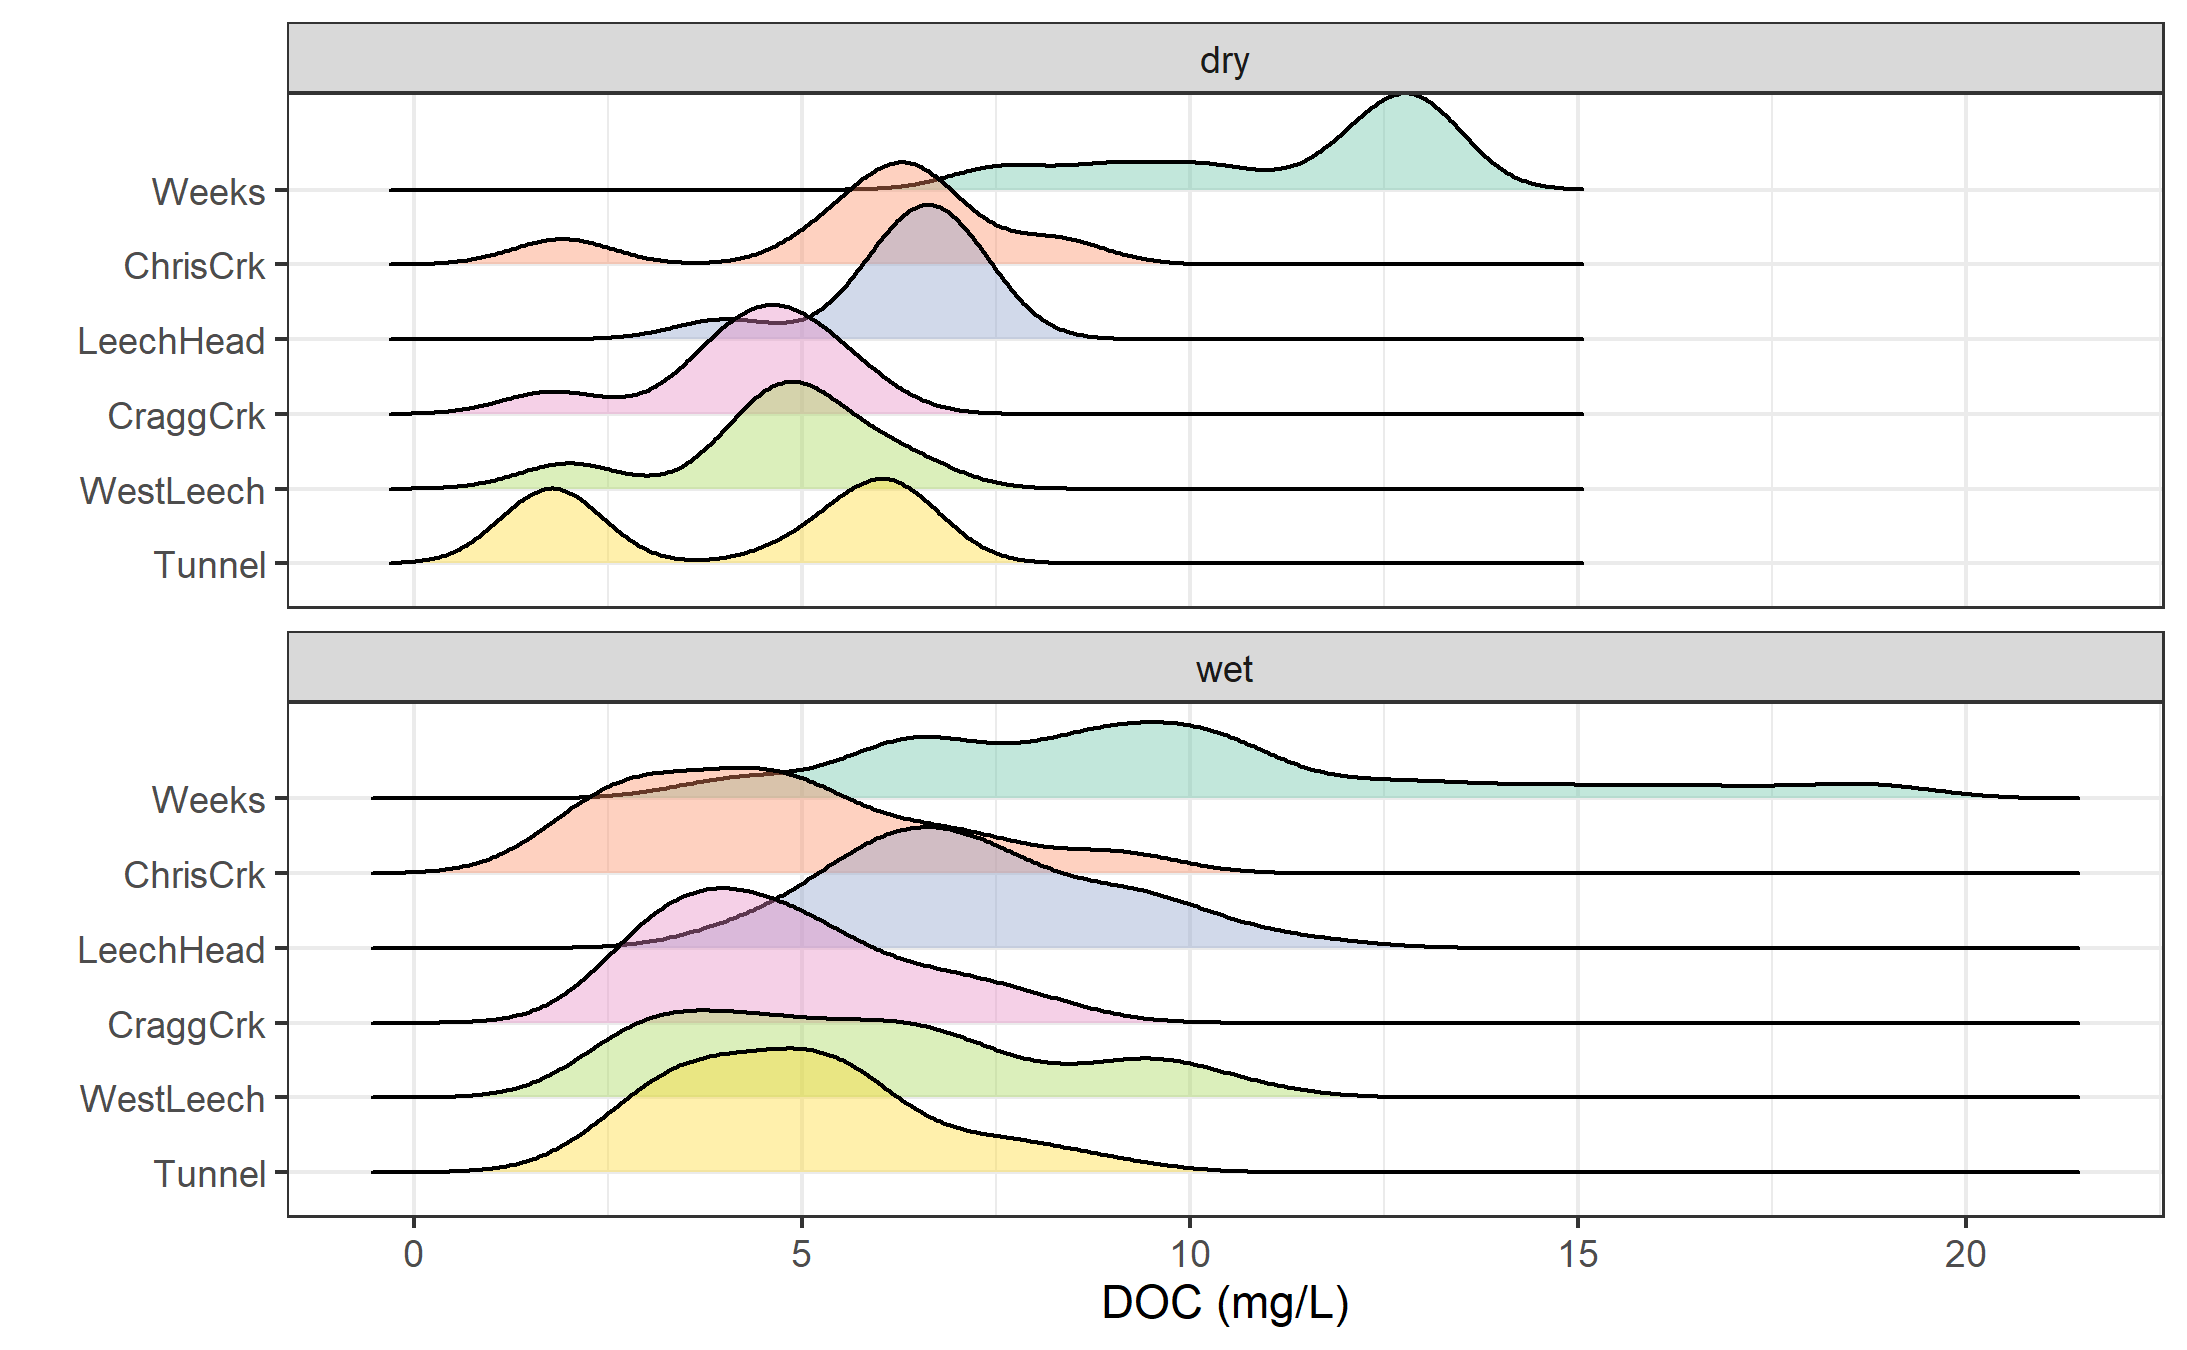 dry
Weeks
ChrisCrk
LeechHead
CraggCrk
WestLeech
Tunnel
wet
Weeks
ChrisCrk
LeechHead
CraggCrk
WestLeech
Tunnel
0 5 10 15 20
DOC (mg/L)